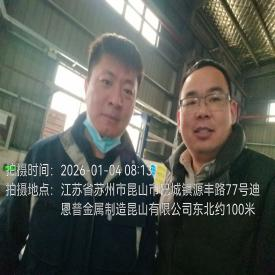 拍摄时间：2026-01-04 08:13
拍摄地点：江苏省苏州市昆山市巴城镇源丰路77号迪
恩普金属制造昆山有限公司东北约100米